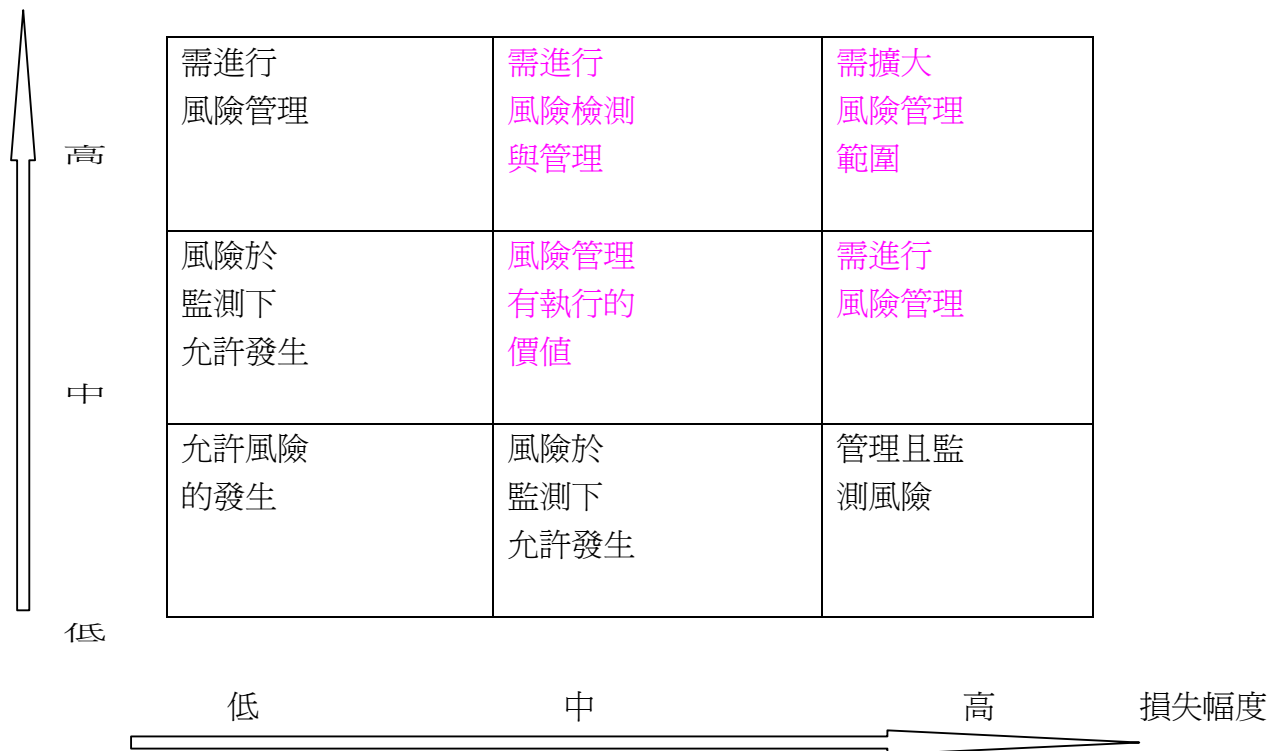 需進行
風險管理
需進行
風險檢測
與管理
需擴大
風險管理
範圍
高
風險於
監測下
允許發生
風險管理
有執行的
價值
需進行
風險管理
中
允許風險
的發生
風險於
監測下
允許發生
管理且監
測風險
低
低
中
高
損失幅度